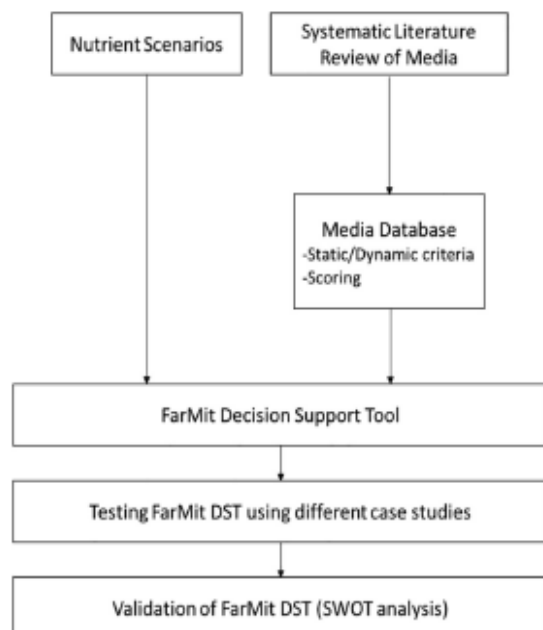 Nutrient Scenarios
Systematic Literature
Review of Media
Media Database
-Static/Dynamic criteria
-Scoring
FarMit Decision Support Tool
Testing FarMit DST using different case studies
Validation of FarMit DST (SWOT analysis)